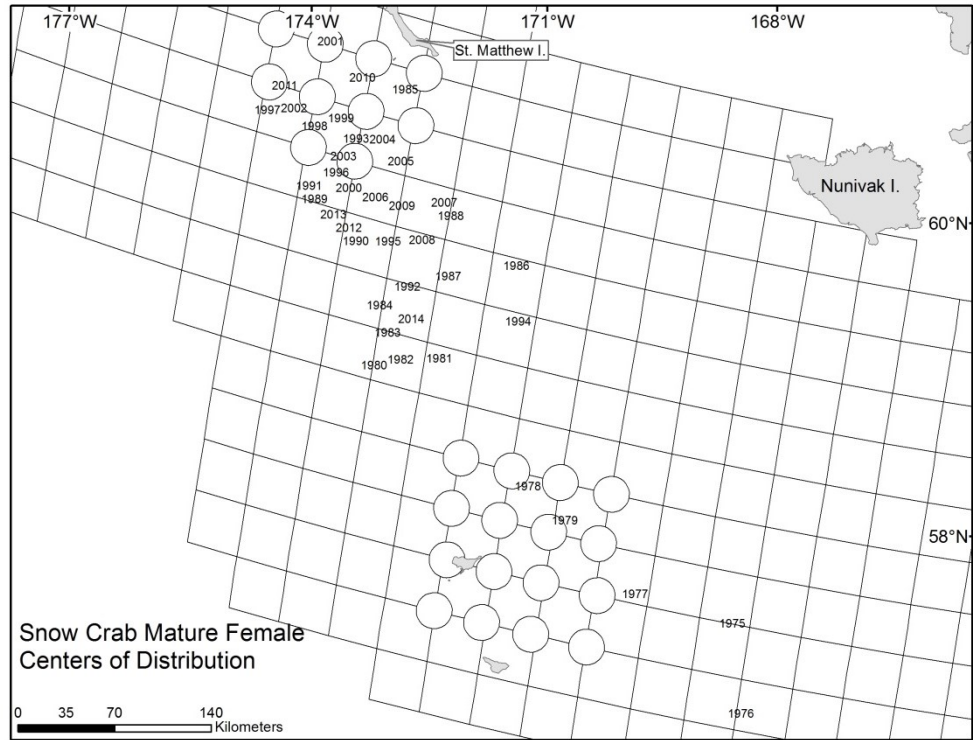 177°W 174°W 171°W 168°W
2001
St. Matthew I.
2010
2011 1985
1997 2002 1999
1998
1993 2004
2003 2005
1996
Nunivak I.
1991 2000
1989 2006 2009 2007
2013 1988
60°N
2012
1990 1995 2008
1986
1987
1992
1984
2014 1994
1983
1980 1982 1981
1978
1979
58°N
1977
1975
Snow Crab Mature Female
Centers of Distribution
0 35 70 140
Kilometers
1976